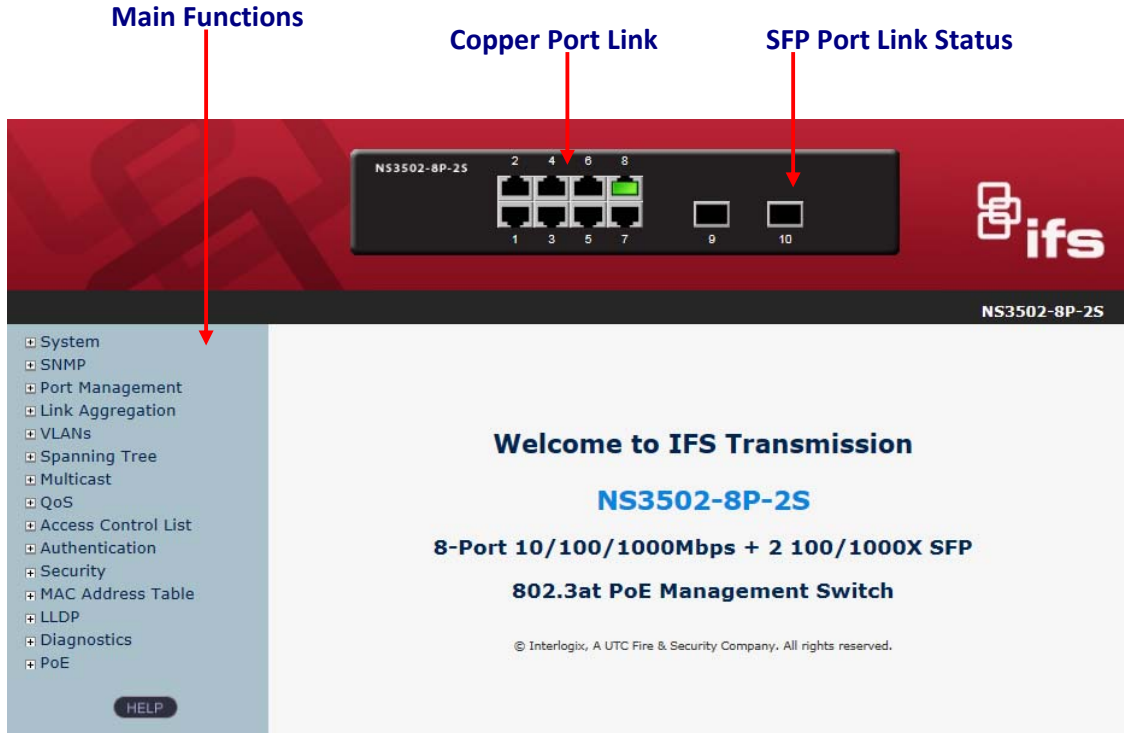 Main Functions
Copper Port Link
SFP Port Link Status
NS3502-8P-2S
2 4 6 8
1 3 5 7 9 10
ifs
NS3502-8P-2S
System
SNMP
Port Management
Link Aggregation
VLANs
Spanning Tree
Multicast
QoS
Access Control List
Authentication
Security
MAC Address Table
LLDP
Diagnostics
PoE
HELP
Welcome to IFS Transmission
NS3502-8P-2S
8-Port 10/100/1000Mbps + 2 100/1000X SFP
802.3at PoE Management Switch
© Interlogix, A UTC Fire & Security Company. All rights reserved.